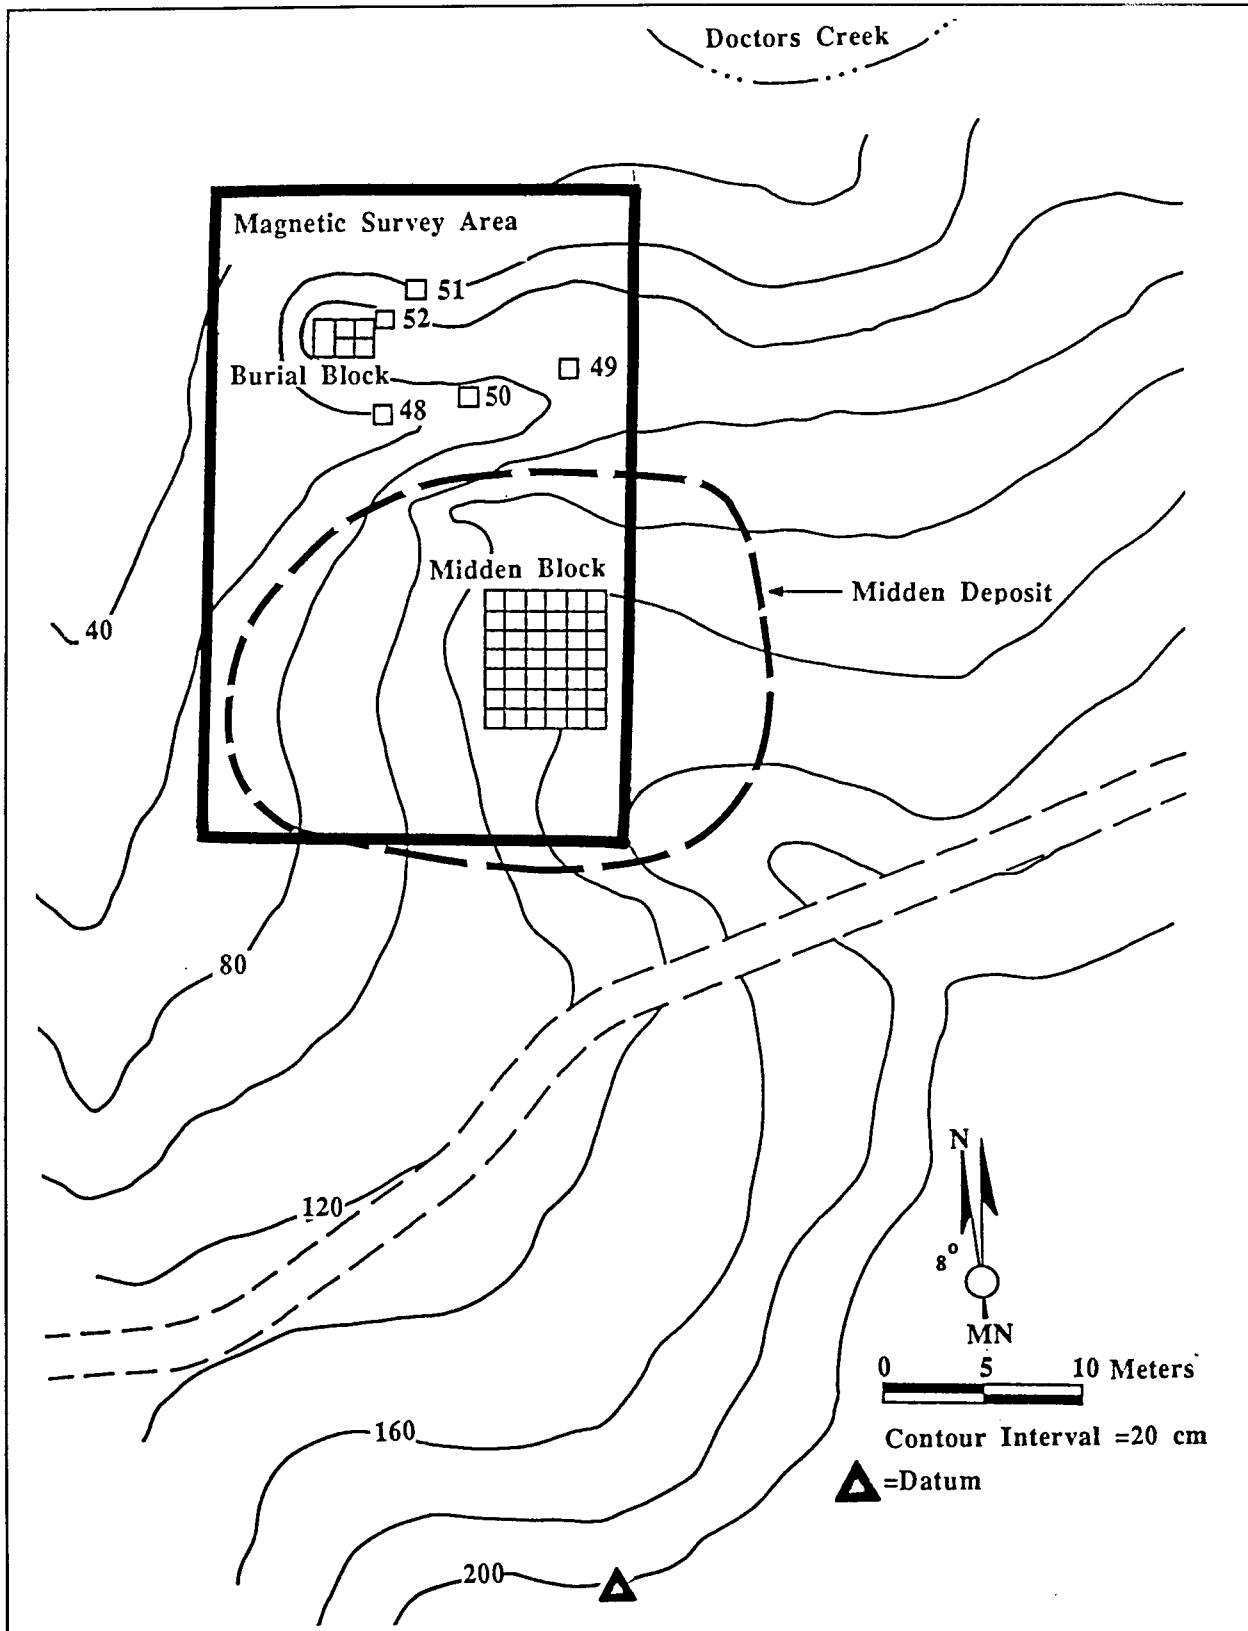 Doctors Creek
Magnetic Survey Area
51
52
49
Burial Block
50
48
Midden Block
Midden Deposit
40
80
N
8°
120
MN
0 5 10 Meters
160
Contour Interval =20 cm
=Datum
200